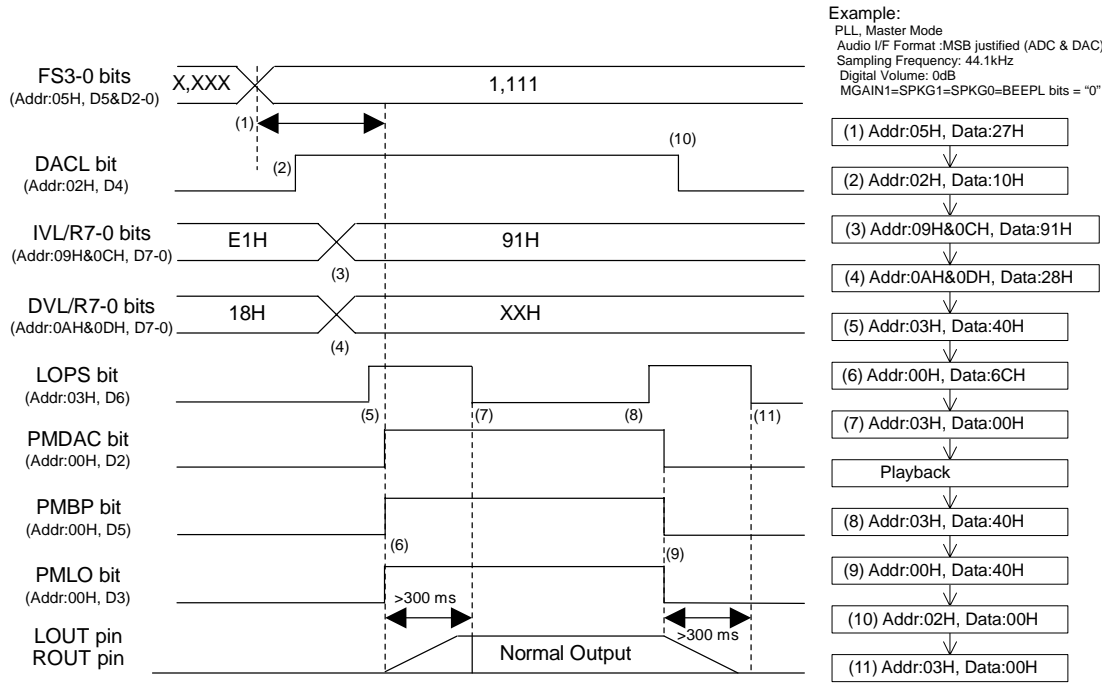 Example:
PLL, Master Mode
Audio I/F Format :MSB justified (ADC & DAC)
Sampling Frequency: 44.1kHz
Digital Volume: 0dB
MGAIN1=SPKG1=SPKG0=BEEPL bits = “0”
FS3-0 bits
(Addr:05H, D5&D2-0)
X,XXX
1,111
(1)
DACL bit
(Addr:02H, D4)
(2)
(10)
IVL/R7-0 bits
(Addr:09H&0CH, D7-0)
E1H
91H
(3)
DVL/R7-0 bits
(Addr:0AH&0DH, D7-0)
18H
XXH
(4)
LOPS bit
(Addr:03H, D6)
(5)
(7)
(8)
(11)
PMDAC bit
(Addr:00H, D2)
PMBP bit
(Addr:00H, D5)
(6)
(9)
PMLO bit
(Addr:00H, D3)
>300 ms
>300 ms
LOUT pin
ROUT pin
Normal Output
(1) Addr:05H, Data:27H
(2) Addr:02H, Data:10H
(3) Addr:09H&0CH, Data:91H
(4) Addr:0AH&0DH, Data:28H
(5) Addr:03H, Data:40H
(6) Addr:00H, Data:6CH
(7) Addr:03H, Data:00H
Playback
(8) Addr:03H, Data:40H
(9) Addr:00H, Data:40H
(10) Addr:02H, Data:00H
(11) Addr:03H, Data:00H